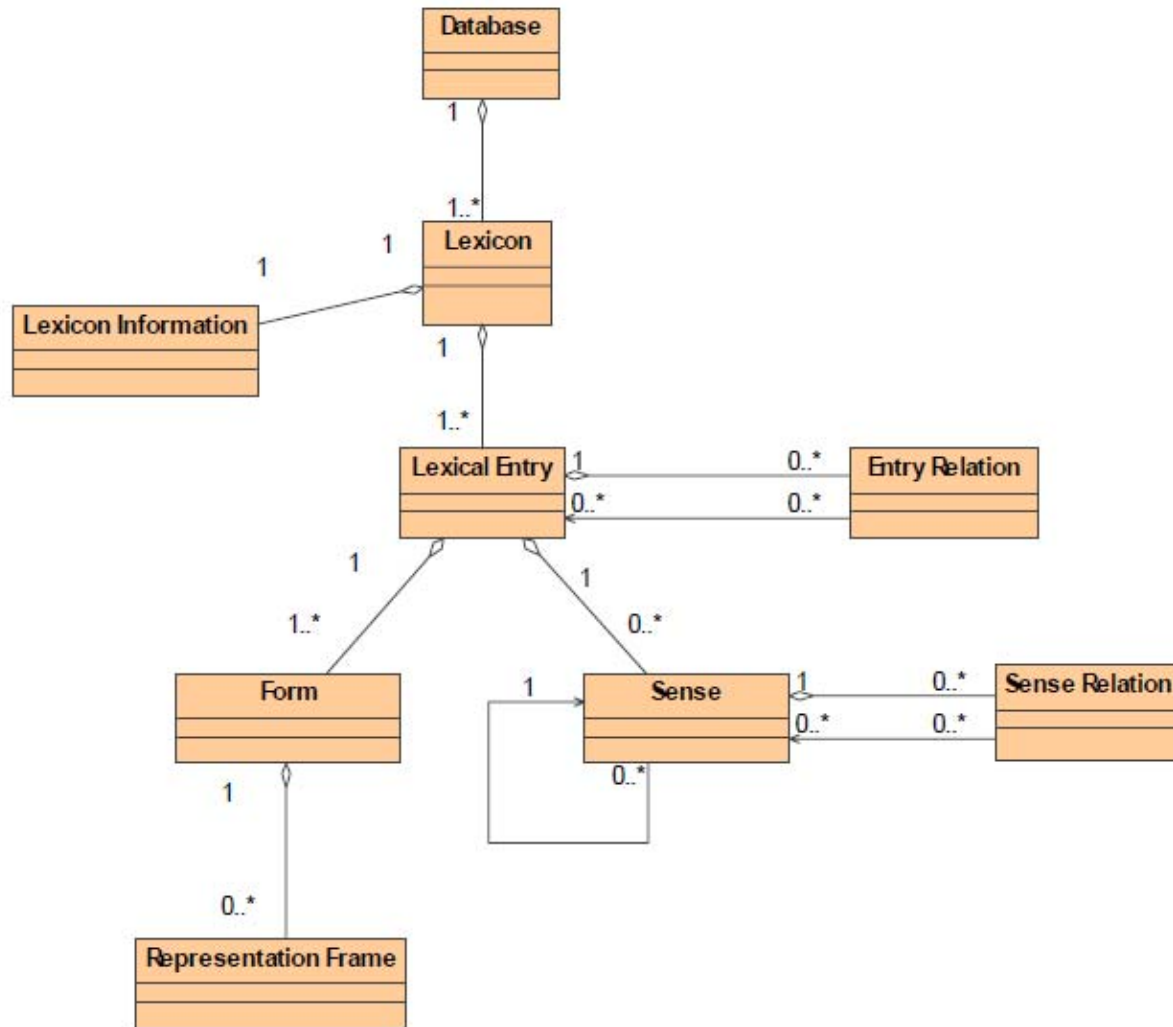 Database
1
1..*
Lexicon
1
1
Lexicon Information
1
1..*
Lexical Entry
1
0..*
Entry Relation
0..*
0..*
1
1
1..*
0..*
Form
1
Sense
1
0..*
Sense Relation
0..*
0..*
0..*
1
0..*
Representation Frame